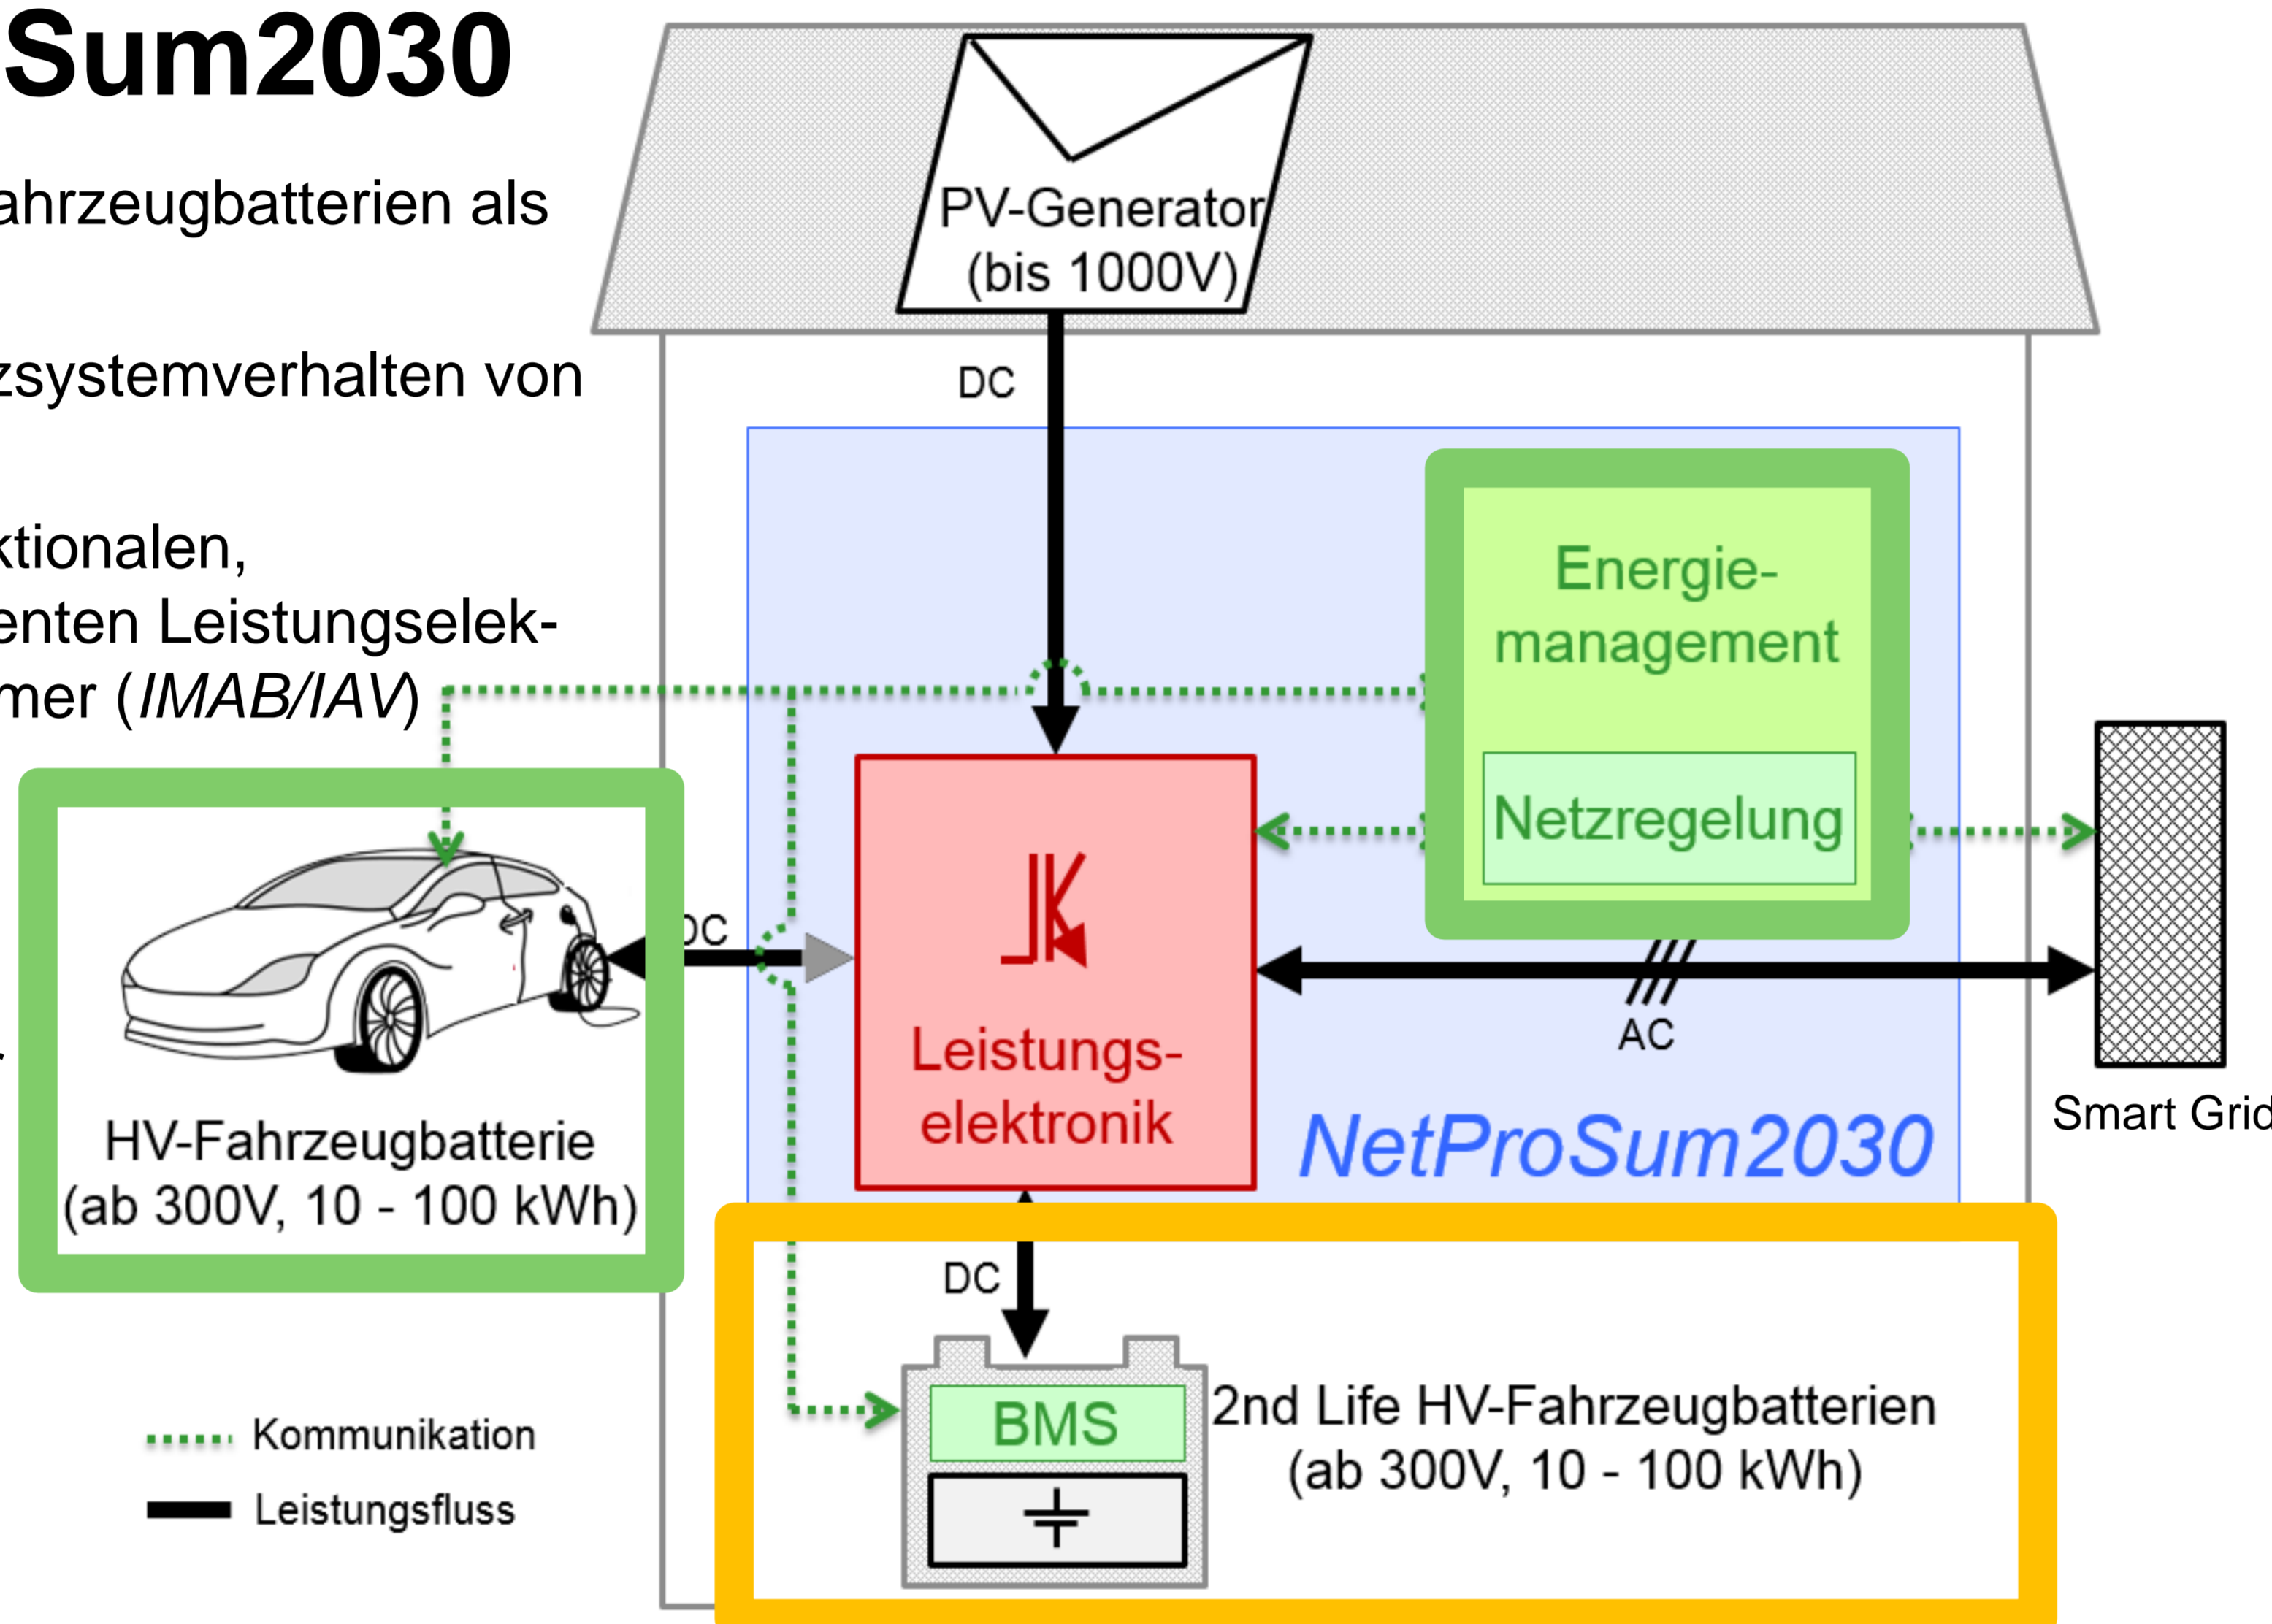 Sum2030
ahrzeugbatterien als
zsystemverhalten von
ktionalen,
enten Leistungselek-
mer (IMAB/IAV)
PV-Generator
(bis 1000V)
DC
Energie-
management
Netzregelung
DC
Leistungs-
elektronik
AC
Smart Grid
NetProSum2030
HV-Fahrzeugbatterie
(ab 300V, 10 - 100 kWh)
DC
BMS
2nd Life HV-Fahrzeugbatterien
(ab 300V, 10 - 100 kWh)
Kommunikation
Leistungsfluss